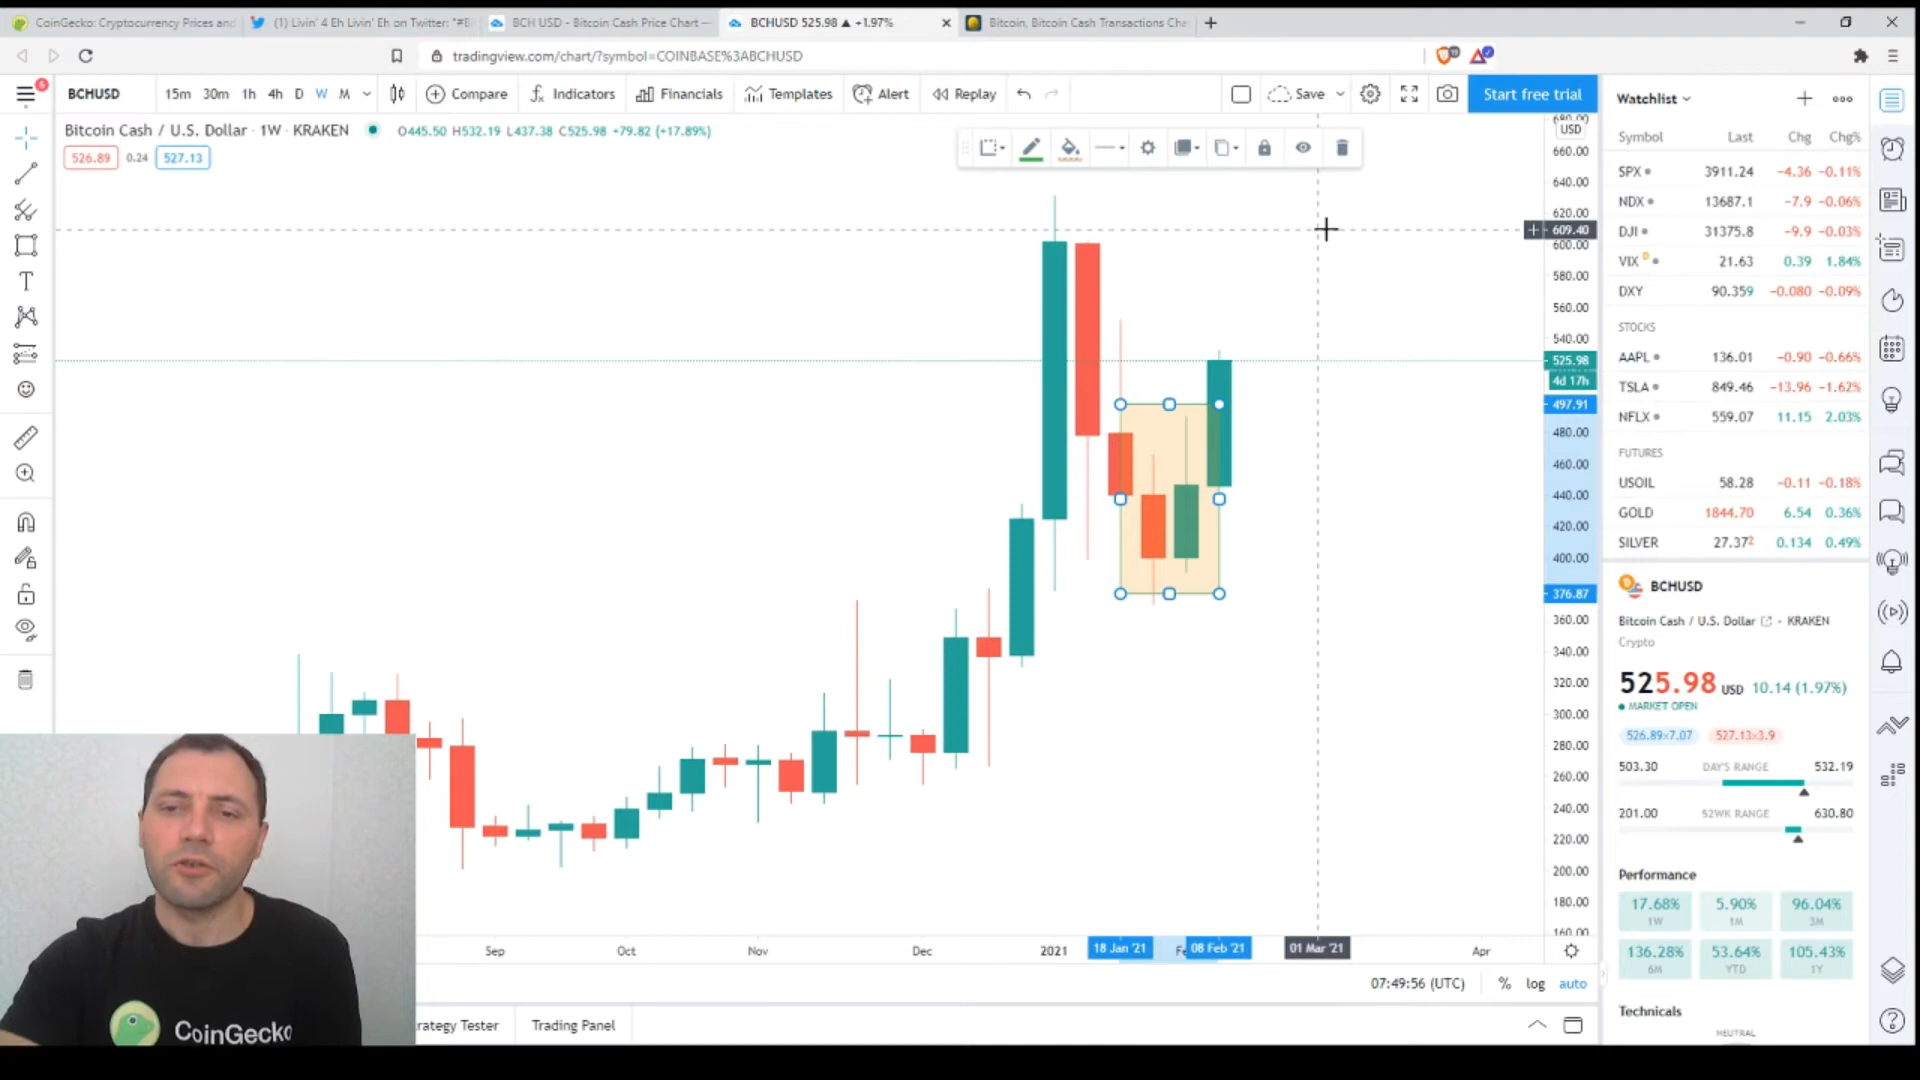 CoinGecko: Cryptocurrency Prices and
(1) Livin' 4 Eh Livin' Eh on Twitter: "#Bi
BCH USD - Bitcoin Cash Price Chart —
BCHUSD 525.98 ▲ +1.97%
Bitcoin, Bitcoin Cash Transactions Cha
tradingview.com/chart/?symbol=COINBASE%3ABCHUSD
BCHUSD 15m 30m 1h 4h D W M Compare Indicators Financials Templates Alert Replay Save Start free trial
Bitcoin Cash / U.S. Dollar · 1W · KRAKEN O445.50 H532.19 L437.38 C525.98 +79.82 (+17.89%)
526.89 0.24 527.13
USD
660.00
640.00
620.00
609.40
600.00
580.00
560.00
540.00
525.98
4d 17h
497.91
480.00
460.00
440.00
420.00
400.00
376.87
360.00
340.00
320.00
300.00
280.00
260.00
240.00
220.00
200.00
180.00
160.00
Sep Oct Nov Dec 2021 18 Jan '21 Fe 08 Feb '21 01 Mar '21 Apr
07:49:56 (UTC) % log auto
rategy Tester Trading Panel
CoinGecko
Watchlist
Symbol Last Chg Chg%
SPX 3911.24 −4.36 −0.11%
NDX 13687.1 −7.9 −0.06%
DJI 31375.8 −9.9 −0.03%
VIX D 21.63 0.39 1.84%
DXY 90.359 −0.080 −0.09%
STOCKS
AAPL 136.01 −0.90 −0.66%
TSLA 849.46 −13.96 −1.62%
NFLX 559.07 11.15 2.03%
FUTURES
USOIL 58.28 −0.11 −0.18%
GOLD 1844.70 6.54 0.36%
SILVER 27.372 0.134 0.49%
BCHUSD
Bitcoin Cash / U.S. Dollar · KRAKEN
Crypto
525.98 USD 10.14 (1.97%)
MARKET OPEN
526.89×7.07 527.13×3.9
503.30 DAY'S RANGE 532.19
201.00 52WK RANGE 630.80
Performance
17.68% 5.90% 96.04%
1W 1M 3M
136.28% 53.64% 105.43%
6M YTD 1Y
Technicals
NEUTRAL